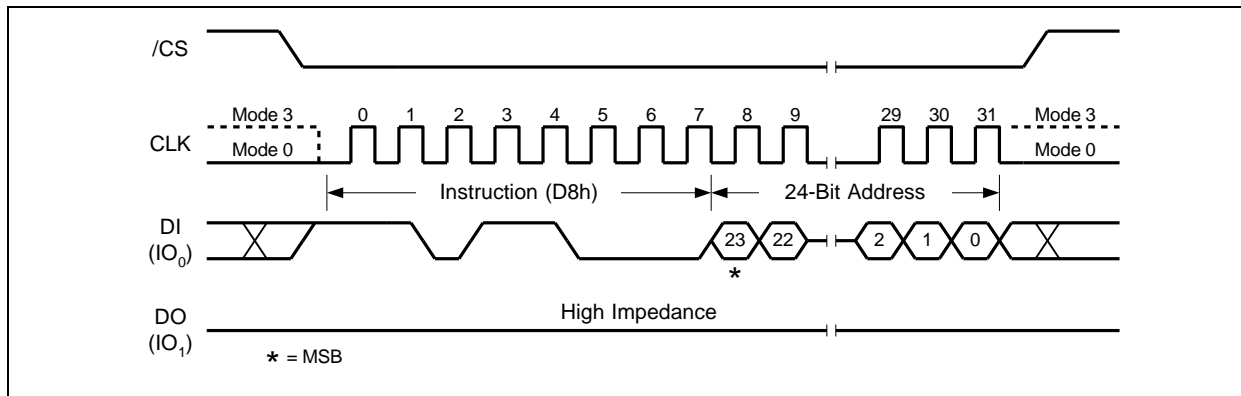 /CS
Mode 3 0 1 2 3 4 5 6 7 8 9 29 30 31 Mode 3
CLK
Mode 0 Mode 0
Instruction (D8h) 24-Bit Address
DI
(IO₀)
23 22 2 1 0
*
High Impedance
DO
(IO₁)
* = MSB